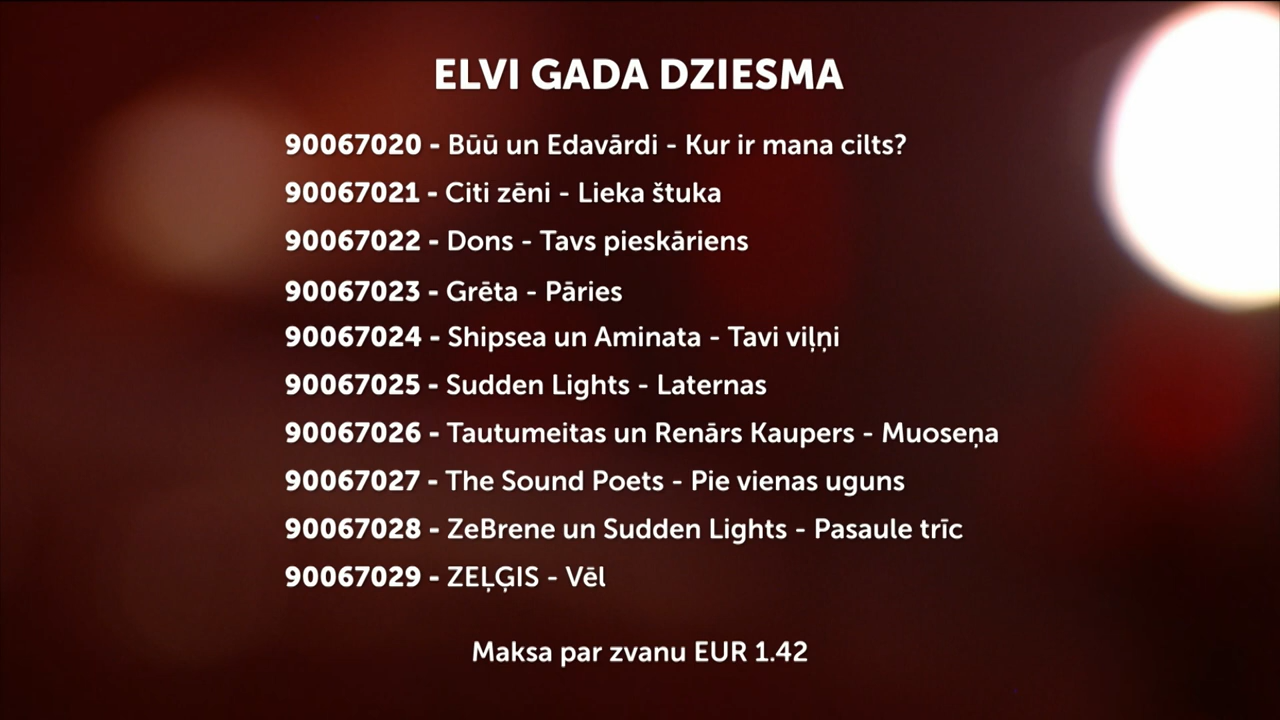 ELVI GADA DZIESMA
90067020 - Būū un Edavārdi - Kur ir mana cilts?
90067021 - Citi zēni - Lieka štuka
90067022 - Dons - Tavs pieskāriens
90067023 - Grēta - Pāries
90067024 - Shipsea un Aminata - Tavi viļņi
90067025 - Sudden Lights - Laternas
90067026 - Tautumeitas un Renārs Kaupers - Muoseņa
90067027 - The Sound Poets - Pie vienas uguns
90067028 - ZeBrene un Sudden Lights - Pasaule trīc
90067029 - ZEĻĢIS - Vēl
Maksa par zvanu EUR 1.42